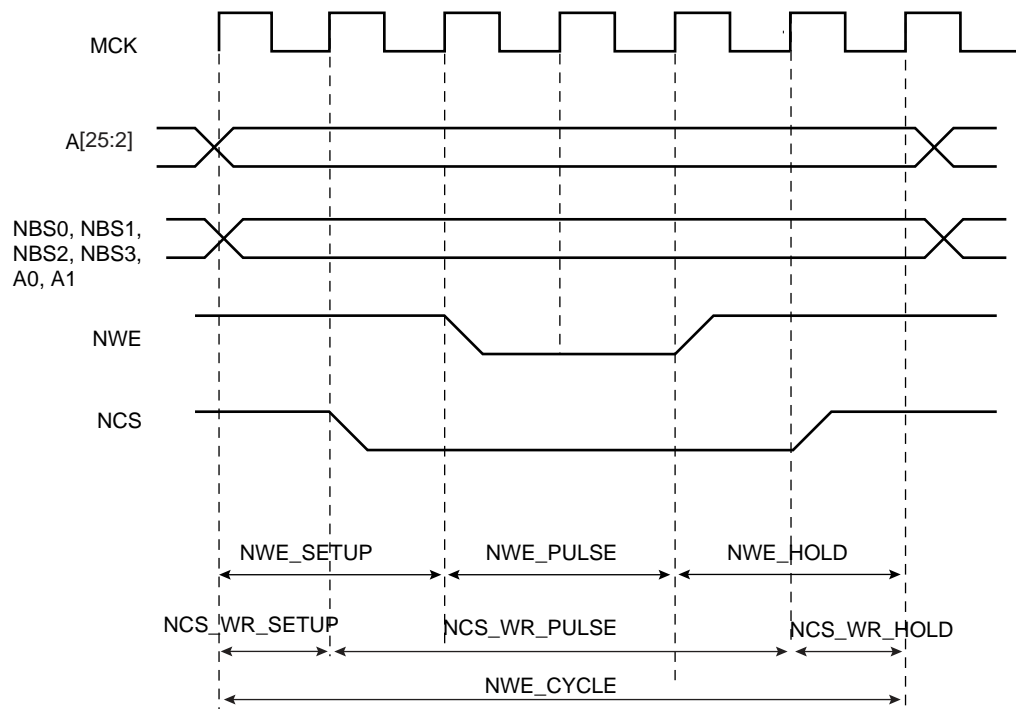 MCK
A[25:2]
NBS0, NBS1,
NBS2, NBS3,
A0, A1
NWE
NCS
NWE_SETUP NWE_PULSE NWE_HOLD
NCS_WR_SETUP NCS_WR_PULSE NCS_WR_HOLD
NWE_CYCLE